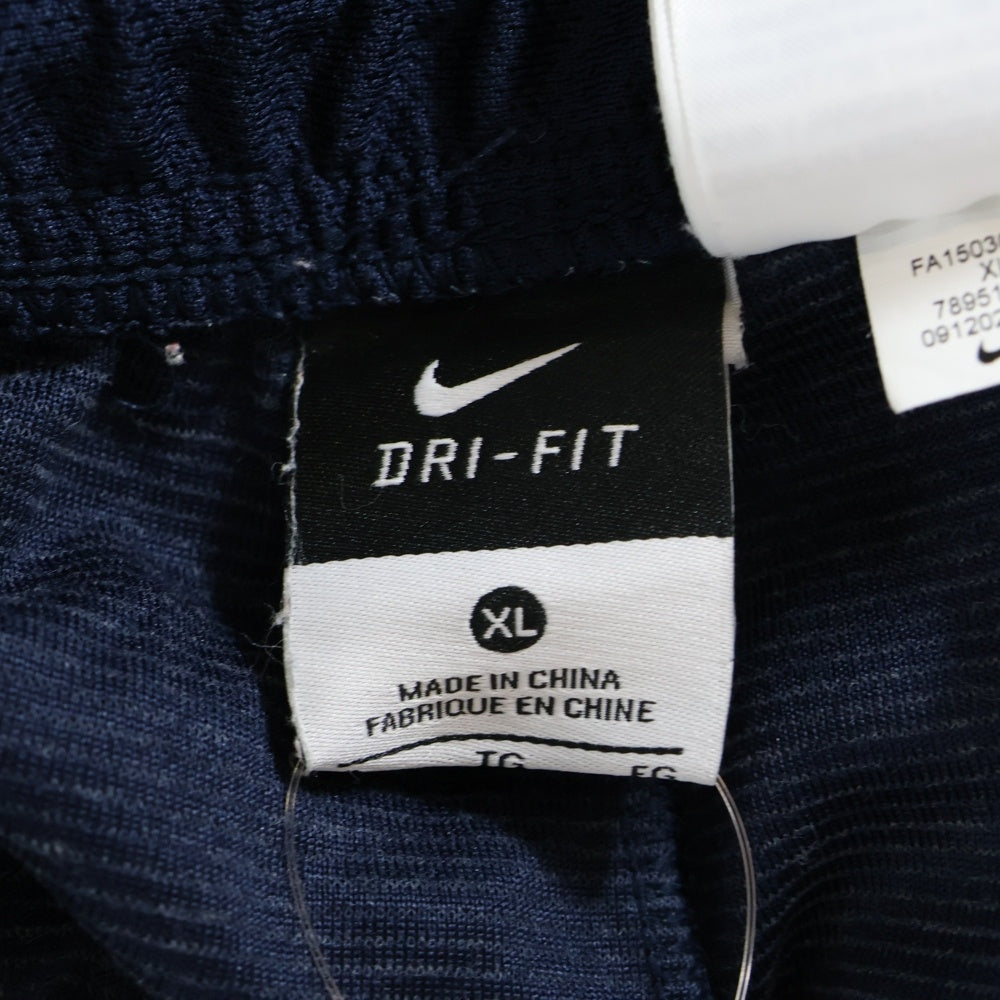 DRI-FIT
XL
MADE IN CHINA
FABRIQUE EN CHINE
TG EG